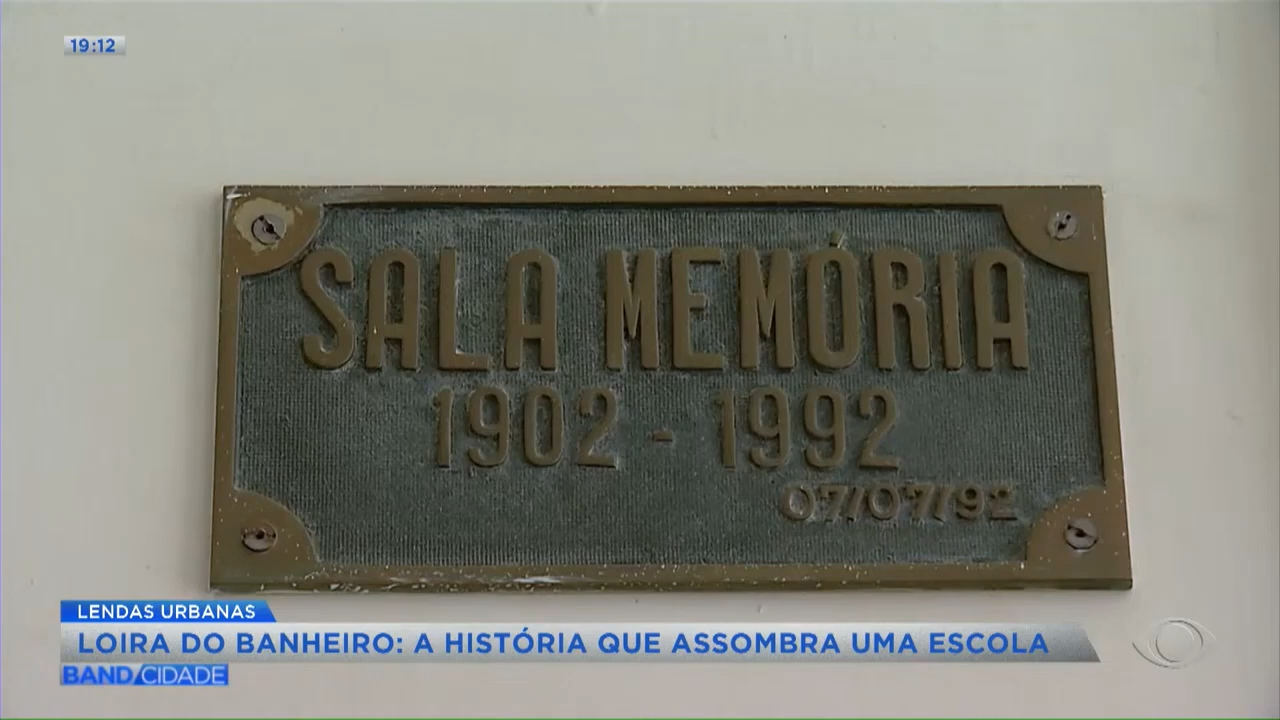 19:12
SALA MEMÓRIA
1902 - 1992
07/07/92
LENDAS URBANAS
LOIRA DO BANHEIRO: A HISTÓRIA QUE ASSOMBRA UMA ESCOLA
BAND/CIDADE